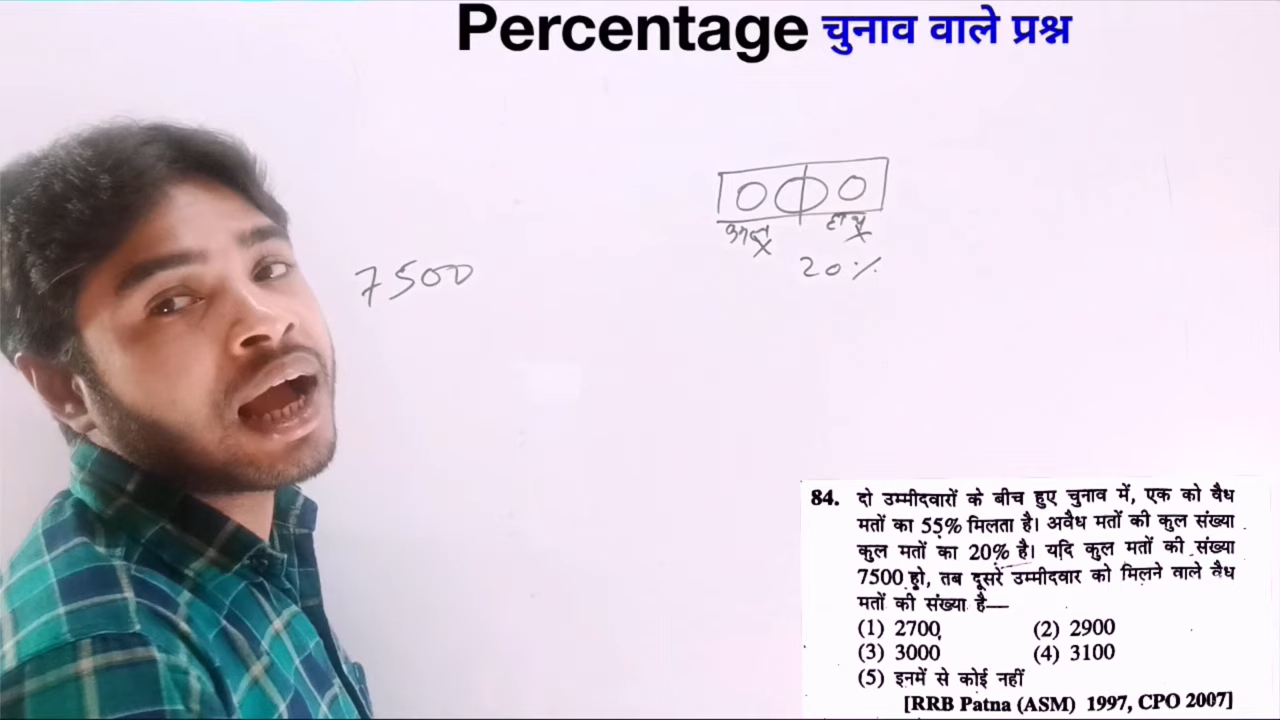 Percentage चुनाव वाले प्रश्न
7500
20%
84. दो उम्मीदवारों के बीच हुए चुनाव में, एक को वैध
मतों का 55% मिलता है। अवैध मतों की कुल संख्या
कुल मतों का 20% है। यदि कुल मतों की संख्या
7500 हो, तब दूसरे उम्मीदवार को मिलने वाले वैध
मतों की संख्या है—
(1) 2700 (2) 2900
(3) 3000 (4) 3100
(5) इनमें से कोई नहीं
[RRB Patna (ASM) 1997, CPO 2007]